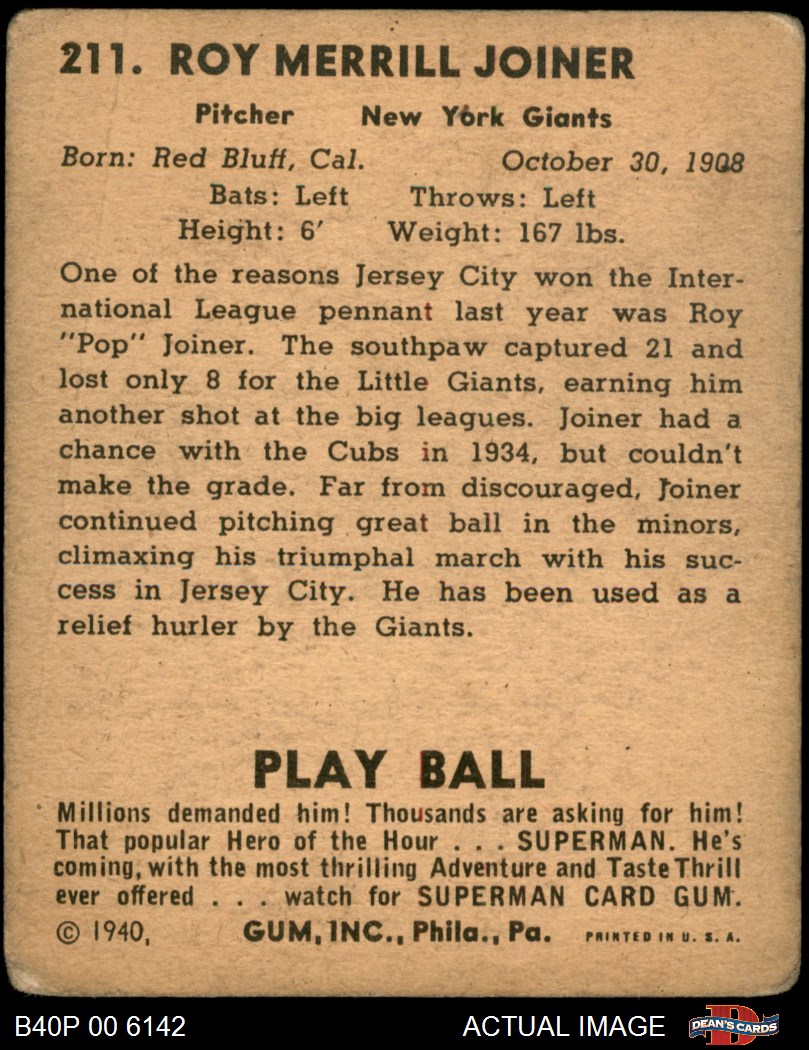 211. ROY MERRILL JOINER
Pitcher New York Giants
Born: Red Bluff, Cal. October 30, 1908
Bats: Left Throws: Left
Height: 6′ Weight: 167 lbs.
One of the reasons Jersey City won the Inter-
national League pennant last year was Roy
"Pop" Joiner. The southpaw captured 21 and
lost only 8 for the Little Giants, earning him
another shot at the big leagues. Joiner had a
chance with the Cubs in 1934, but couldn't
make the grade. Far from discouraged, Joiner
continued pitching great ball in the minors,
climaxing his triumphal march with his suc-
cess in Jersey City. He has been used as a
relief hurler by the Giants.
PLAY BALL
Millions demanded him! Thousands are asking for him!
That popular Hero of the Hour . . . SUPERMAN. He's
coming, with the most thrilling Adventure and Taste Thrill
ever offered . . . watch for SUPERMAN CARD GUM.
© 1940, GUM, INC., Phila., Pa. PRINTED IN U. S. A.
B40P 00 6142 ACTUAL IMAGE DEAN'S CARDS